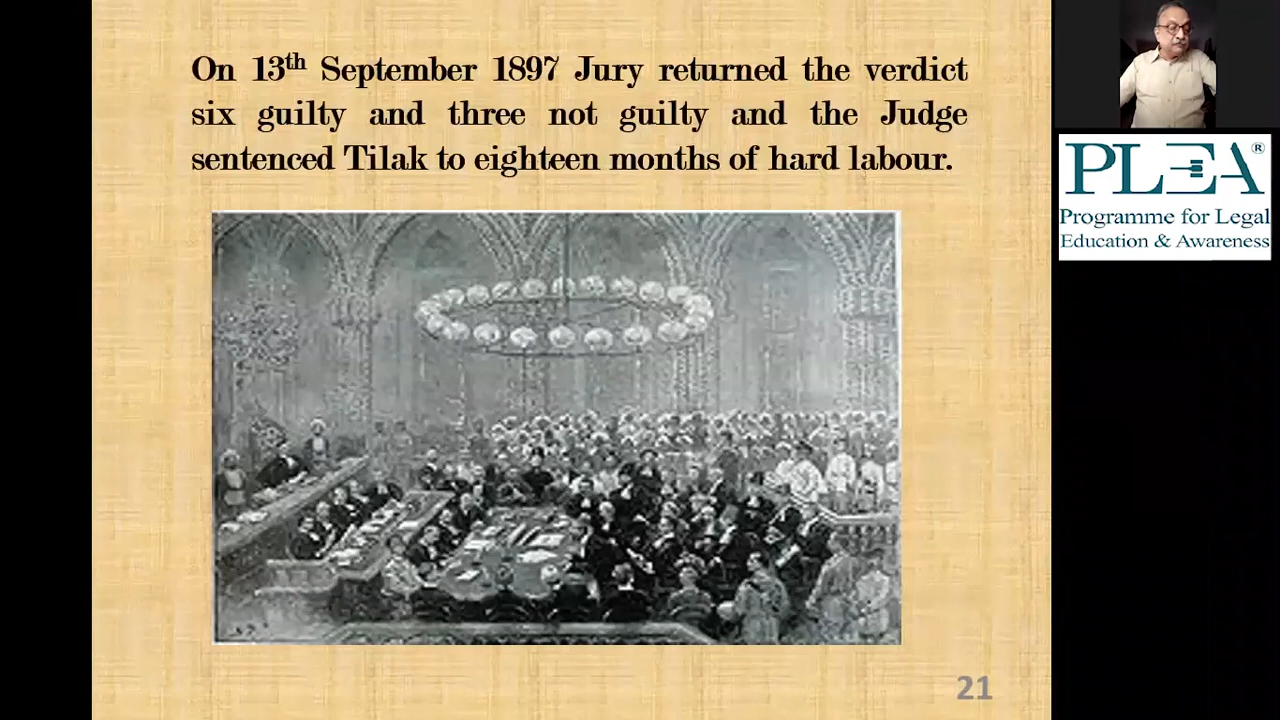 On 13th September 1897 Jury returned the verdict
six guilty and three not guilty and the Judge
sentenced Tilak to eighteen months of hard labour.
21
PLEA®
Programme for Legal
Education & Awareness